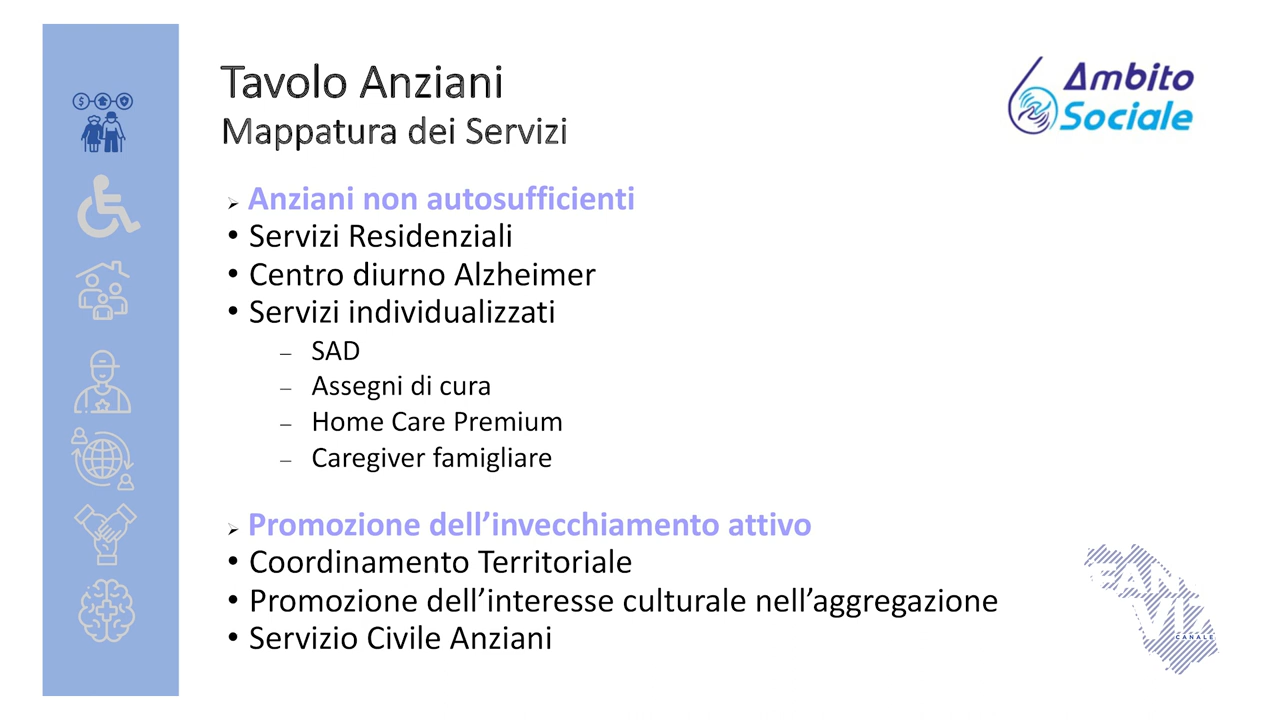 Tavolo Anziani
Mappatura dei Servizi
Ambito
Sociale
➢ Anziani non autosufficienti
• Servizi Residenziali
• Centro diurno Alzheimer
• Servizi individualizzati
– SAD
– Assegni di cura
– Home Care Premium
– Caregiver famigliare
➢ Promozione dell’invecchiamento attivo
• Coordinamento Territoriale
• Promozione dell’interesse culturale nell’aggregazione
• Servizio Civile Anziani
CANALE